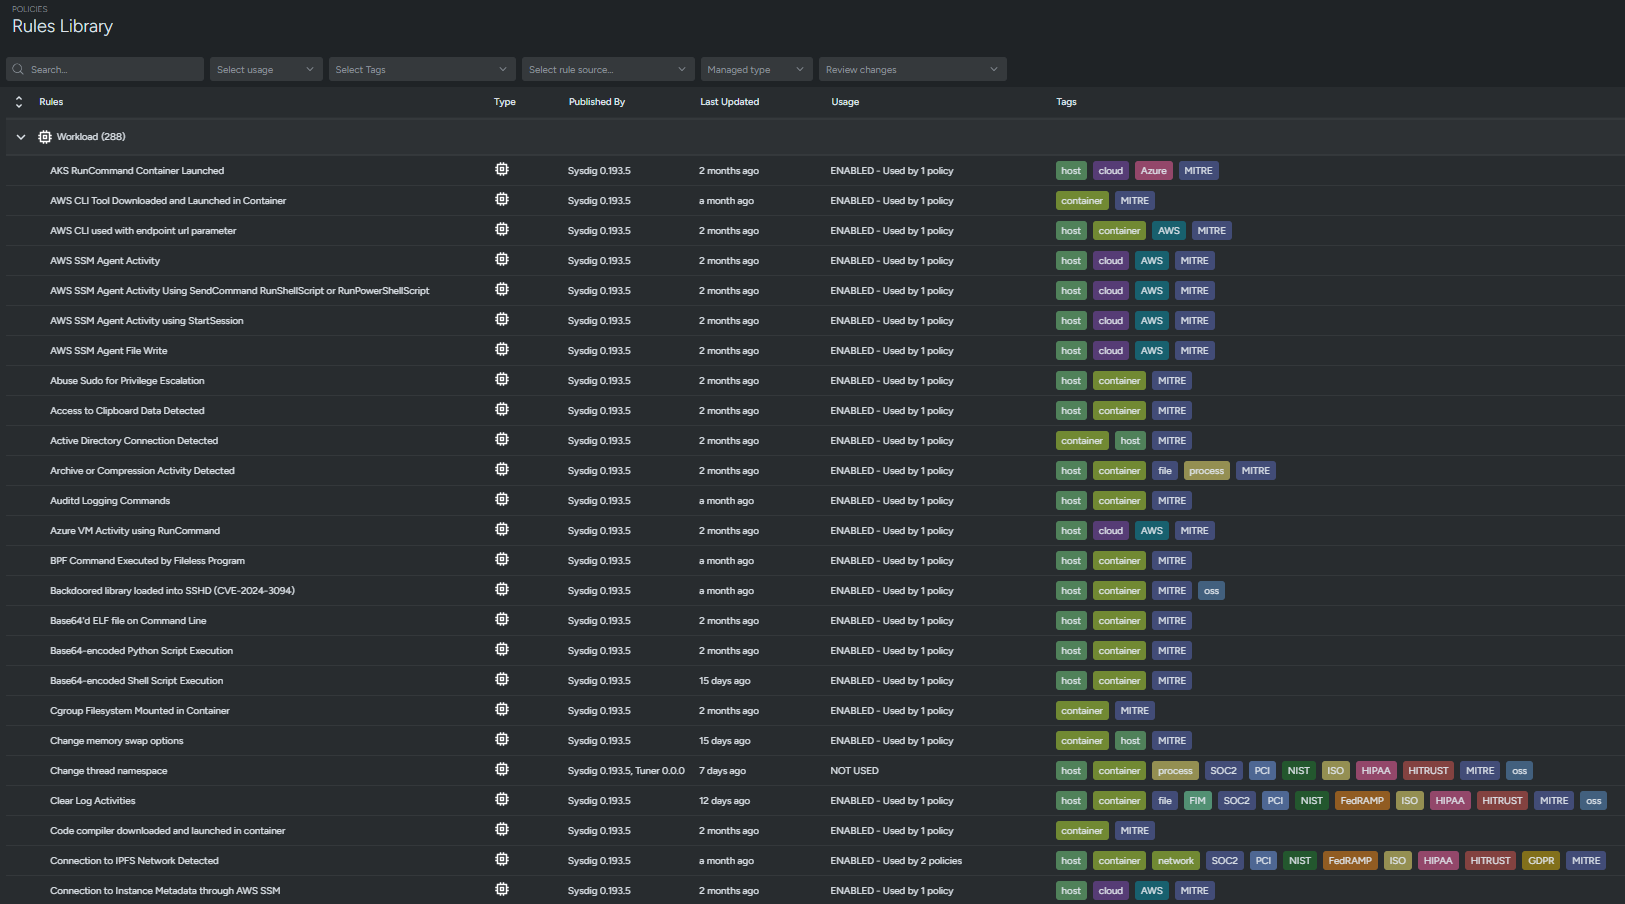 POLICIES
Rules Library
Search... Select usage Select Tags Select rule source... Managed type Review changes
Rules Type Published By Last Updated Usage Tags
Workload (288)
AKS RunCommand Container Launched Sysdig 0.193.5 2 months ago ENABLED - Used by 1 policy host cloud Azure MITRE
AWS CLI Tool Downloaded and Launched in Container Sysdig 0.193.5 a month ago ENABLED - Used by 1 policy container MITRE
AWS CLI used with endpoint url parameter Sysdig 0.193.5 2 months ago ENABLED - Used by 1 policy host container AWS MITRE
AWS SSM Agent Activity Sysdig 0.193.5 2 months ago ENABLED - Used by 1 policy host cloud AWS MITRE
AWS SSM Agent Activity Using SendCommand RunShellScript or RunPowerShellScript Sysdig 0.193.5 2 months ago ENABLED - Used by 1 policy host cloud AWS MITRE
AWS SSM Agent Activity using StartSession Sysdig 0.193.5 2 months ago ENABLED - Used by 1 policy host cloud AWS MITRE
AWS SSM Agent File Write Sysdig 0.193.5 2 months ago ENABLED - Used by 1 policy host cloud AWS MITRE
Abuse Sudo for Privilege Escalation Sysdig 0.193.5 2 months ago ENABLED - Used by 1 policy host container MITRE
Access to Clipboard Data Detected Sysdig 0.193.5 2 months ago ENABLED - Used by 1 policy host container MITRE
Active Directory Connection Detected Sysdig 0.193.5 2 months ago ENABLED - Used by 1 policy container host MITRE
Archive or Compression Activity Detected Sysdig 0.193.5 2 months ago ENABLED - Used by 1 policy host container file process MITRE
Auditd Logging Commands Sysdig 0.193.5 a month ago ENABLED - Used by 1 policy host container MITRE
Azure VM Activity using RunCommand Sysdig 0.193.5 2 months ago ENABLED - Used by 1 policy host cloud AWS MITRE
BPF Command Executed by Fileless Program Sysdig 0.193.5 a month ago ENABLED - Used by 1 policy host container MITRE
Backdoored library loaded into SSHD (CVE-2024-3094) Sysdig 0.193.5 a month ago ENABLED - Used by 1 policy host container MITRE oss
Base64'd ELF file on Command Line Sysdig 0.193.5 2 months ago ENABLED - Used by 1 policy host container MITRE
Base64-encoded Python Script Execution Sysdig 0.193.5 2 months ago ENABLED - Used by 1 policy host container MITRE
Base64-encoded Shell Script Execution Sysdig 0.193.5 15 days ago ENABLED - Used by 1 policy host container MITRE
Cgroup Filesystem Mounted in Container Sysdig 0.193.5 2 months ago ENABLED - Used by 1 policy container MITRE
Change memory swap options Sysdig 0.193.5 15 days ago ENABLED - Used by 1 policy container host MITRE
Change thread namespace Sysdig 0.193.5, Tuner 0.0.0 7 days ago NOT USED host container process SOC2 PCI NIST ISO HIPAA HITRUST MITRE oss
Clear Log Activities Sysdig 0.193.5 12 days ago ENABLED - Used by 1 policy host container file FIM SOC2 PCI NIST FedRAMP ISO HIPAA HITRUST MITRE oss
Code compiler downloaded and launched in container Sysdig 0.193.5 2 months ago ENABLED - Used by 1 policy container MITRE
Connection to IPFS Network Detected Sysdig 0.193.5 a month ago ENABLED - Used by 2 policies host container network SOC2 PCI NIST FedRAMP ISO HIPAA HITRUST GDPR MITRE
Connection to Instance Metadata through AWS SSM Sysdig 0.193.5 2 months ago ENABLED - Used by 1 policy host cloud AWS MITRE